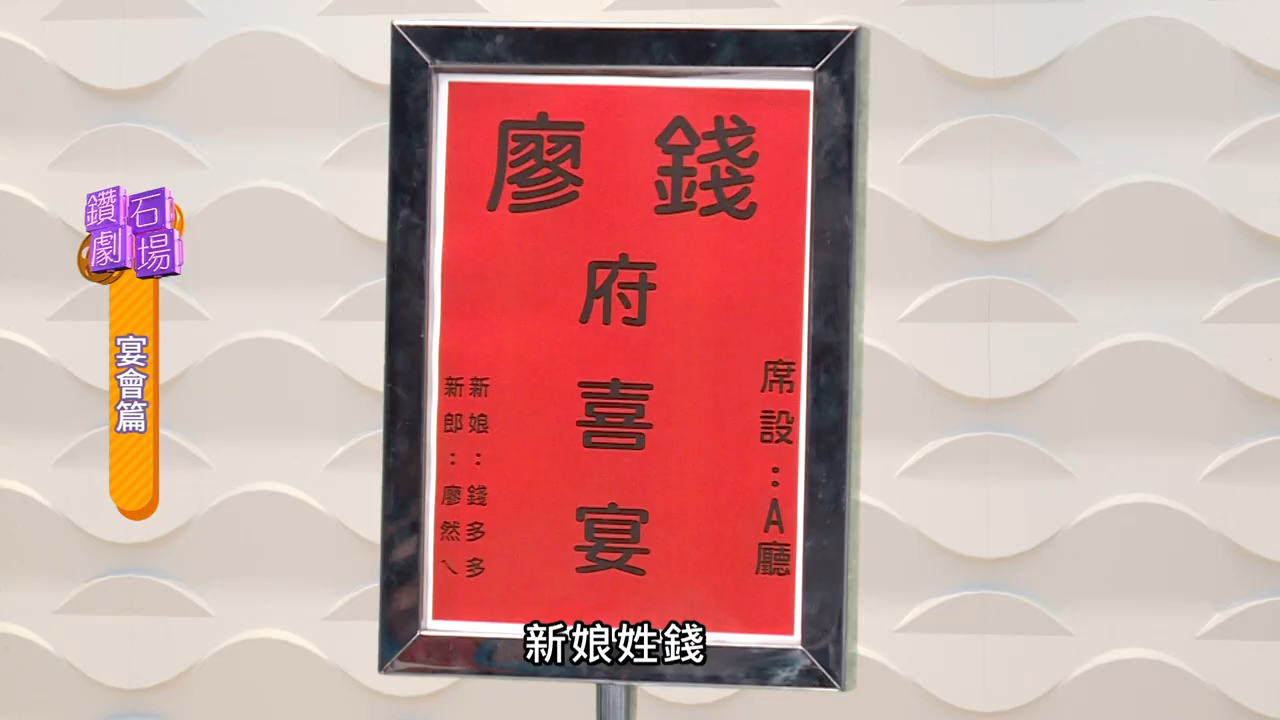 鑽石
劇場
宴會篇
廖 錢
府喜宴
席設：A廳
新娘：錢多多
新郎：廖然ㄟ
新娘姓錢